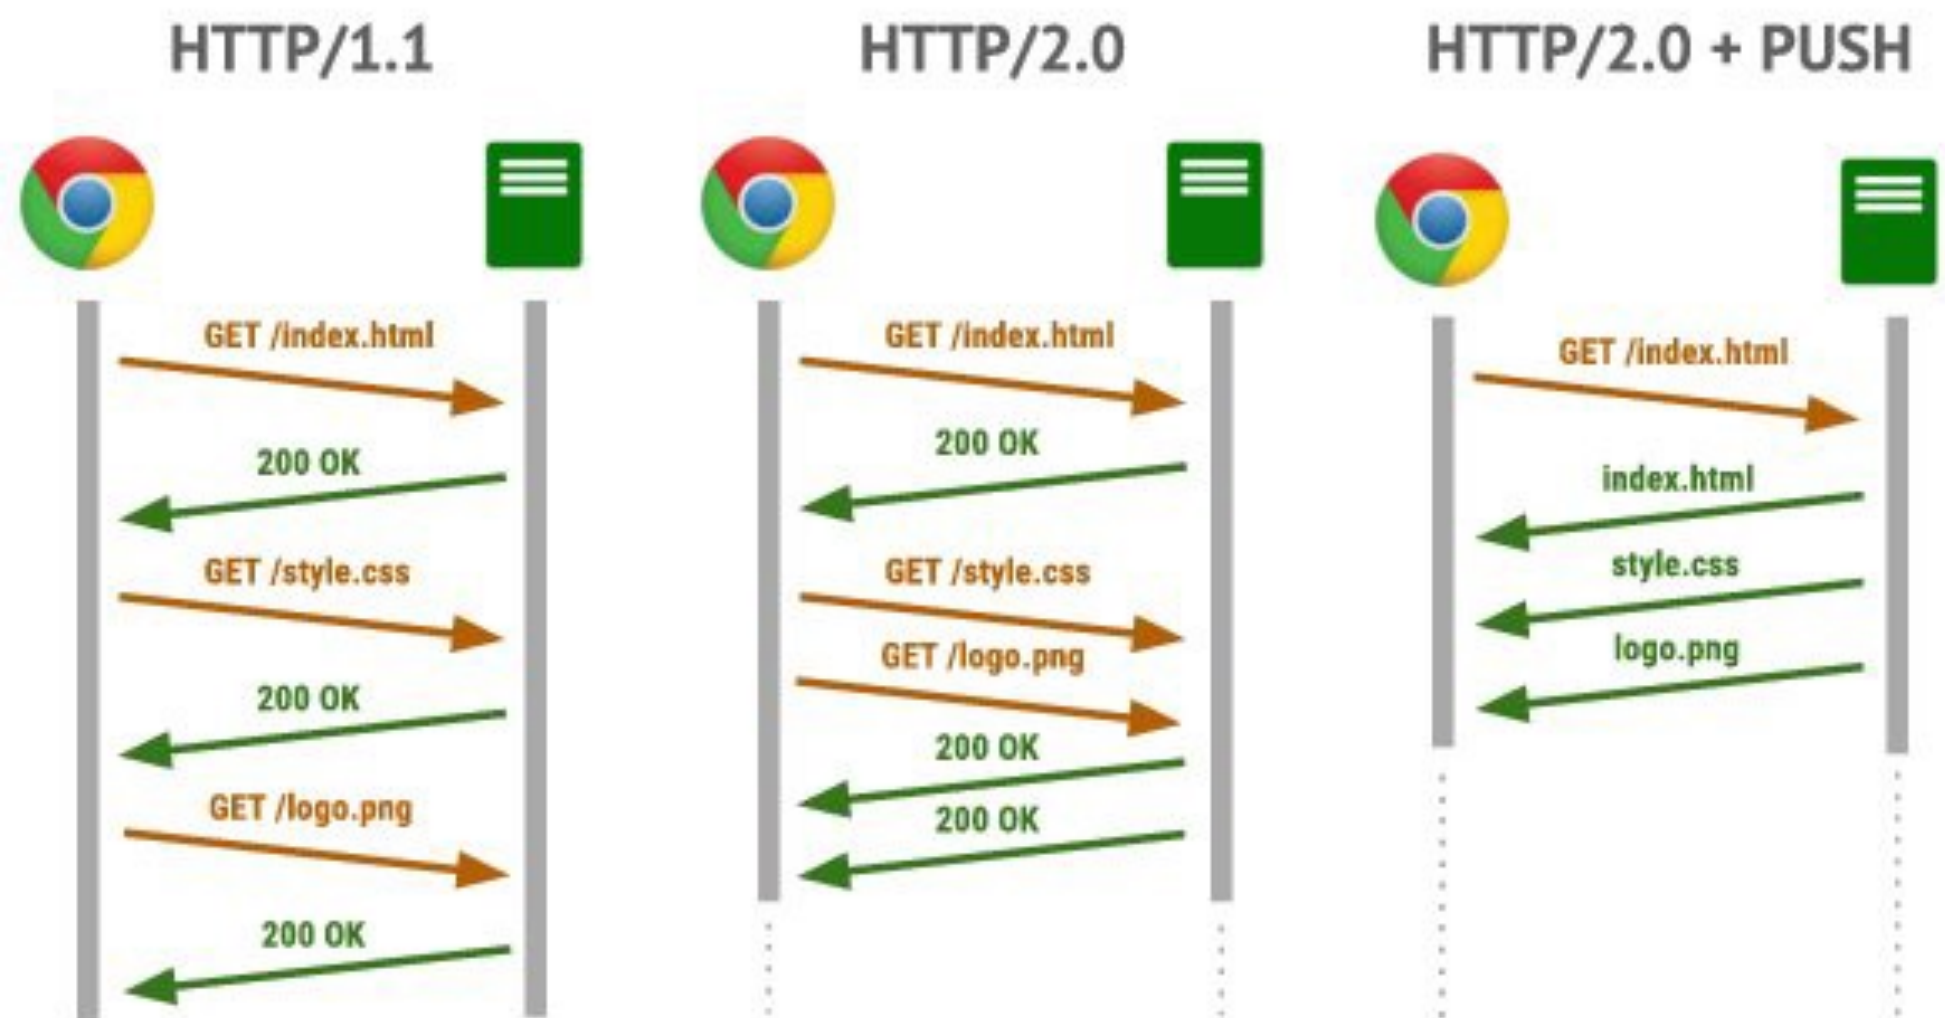 HTTP/1.1
GET /index.html
200 OK
GET /style.css
200 OK
GET /logo.png
200 OK
HTTP/2.0
GET /index.html
200 OK
GET /style.css
GET /logo.png
200 OK
200 OK
HTTP/2.0 + PUSH
GET /index.html
index.html
style.css
logo.png